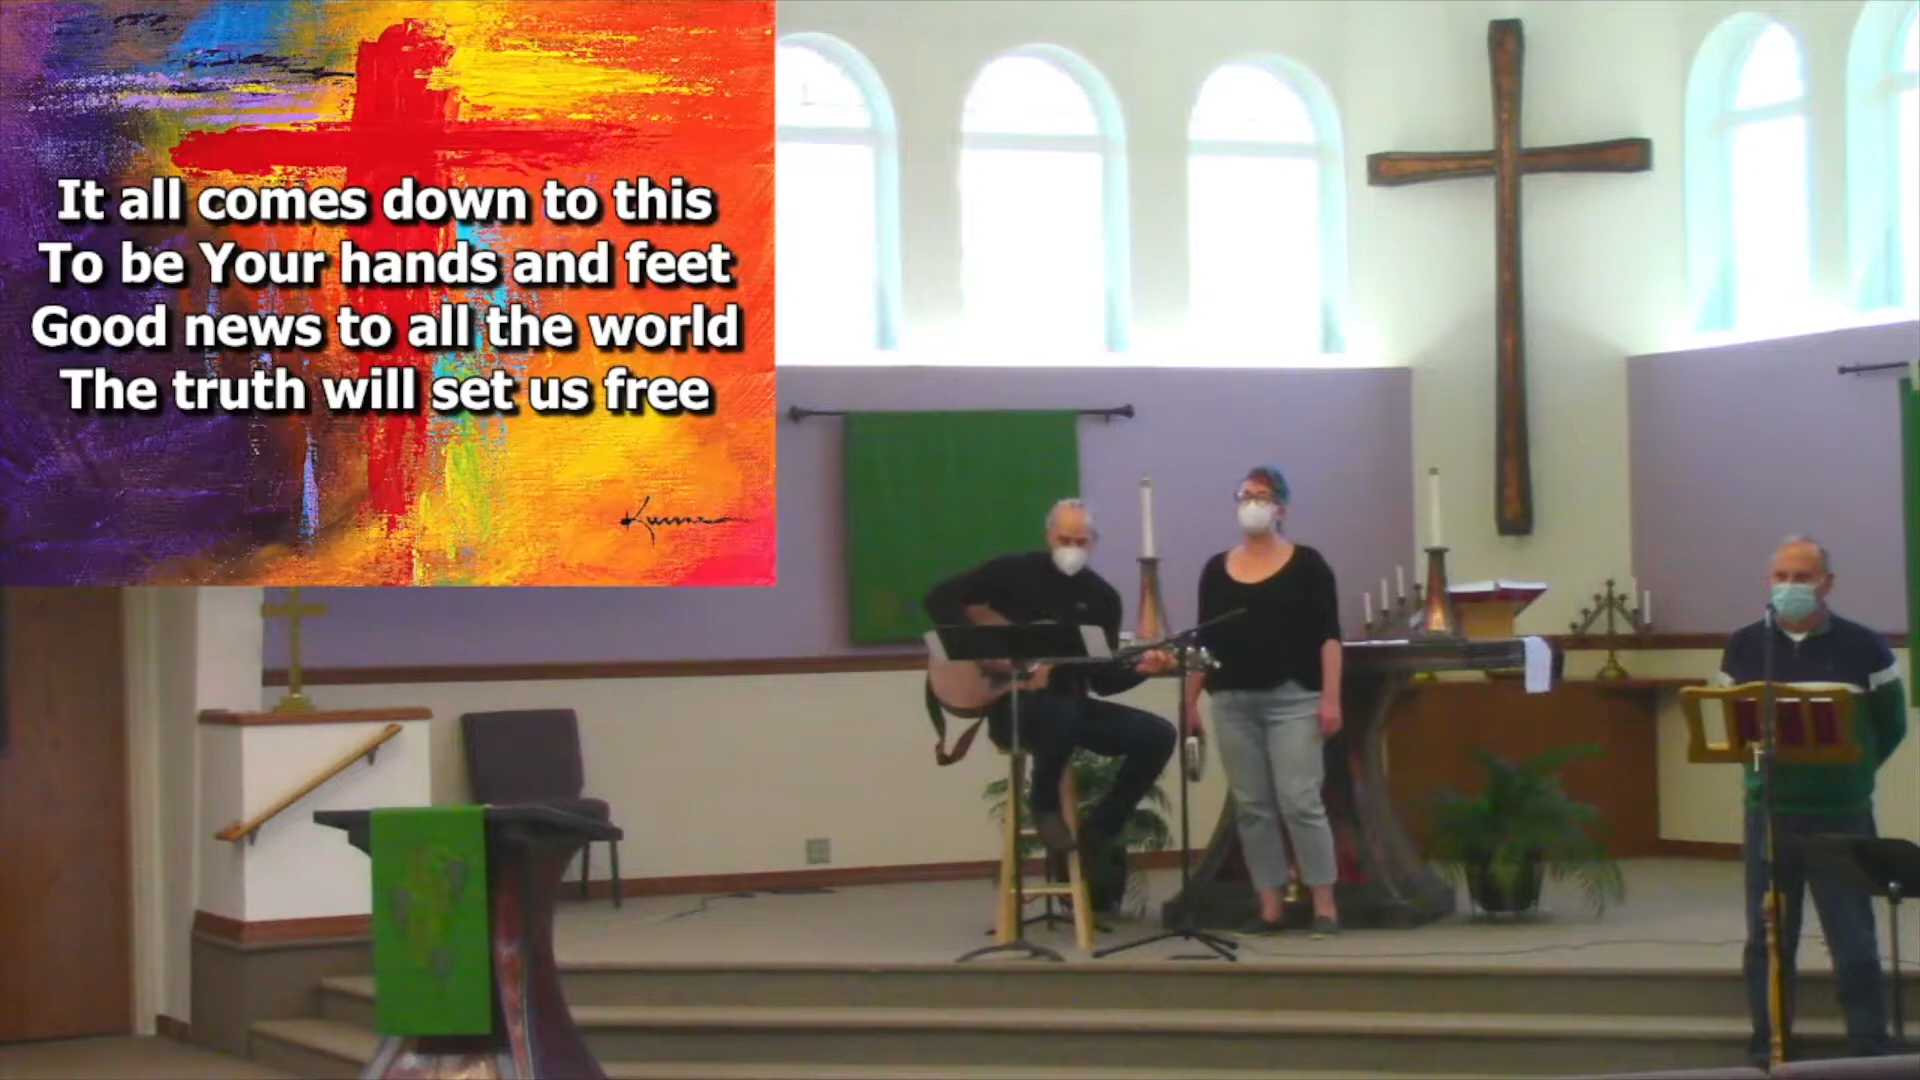 It all comes down to this
To be Your hands and feet
Good news to all the world
The truth will set us free